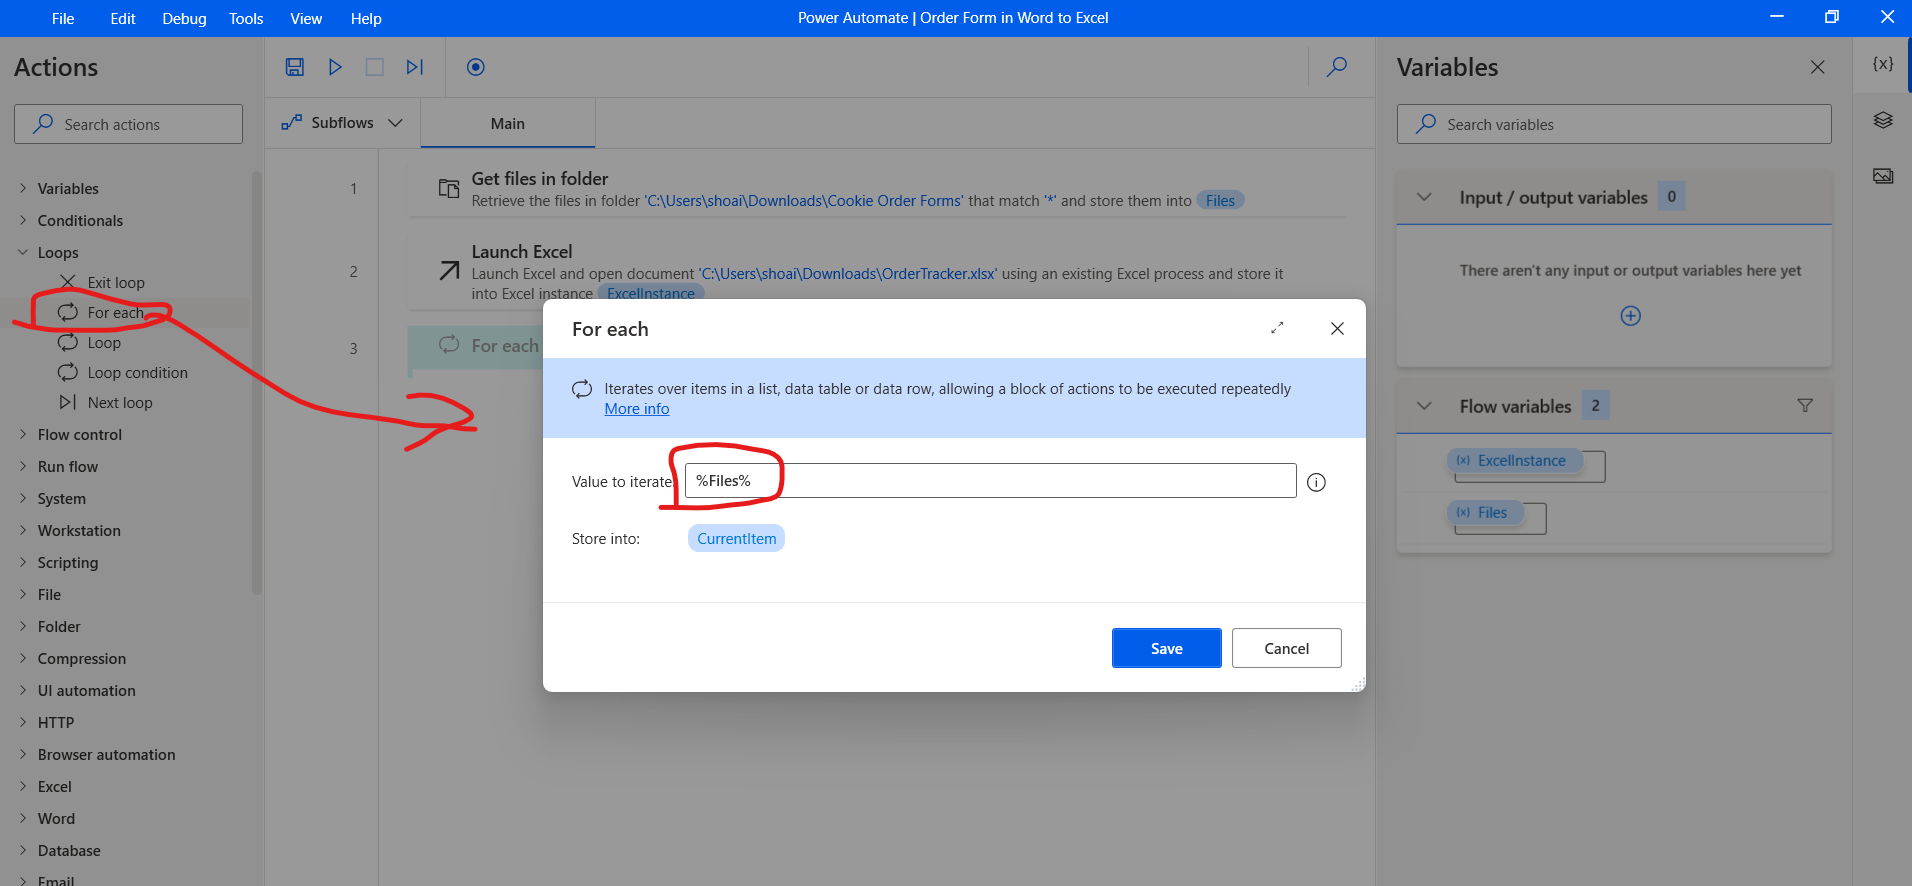 File Edit Debug Tools View Help
Power Automate | Order Form in Word to Excel
Actions
Search actions
Variables
Conditionals
Loops
Exit loop
For each
Loop
Loop condition
Next loop
Flow control
Run flow
System
Workstation
Scripting
File
Folder
Compression
UI automation
HTTP
Browser automation
Excel
Word
Database
Email
Subflows
Main
1
Get files in folder
Retrieve the files in folder 'C:\Users\shoai\Downloads\Cookie Order Forms' that match '*' and store them into Files
2
Launch Excel
Launch Excel and open document 'C:\Users\shoai\Downloads\OrderTracker.xlsx' using an existing Excel process and store it
into Excel instance ExcelInstance
3
For each
For each
Iterates over items in a list, data table or data row, allowing a block of actions to be executed repeatedly
More info
Value to iterate:
%Files%
Store into:
CurrentItem
Save
Cancel
Variables
{x}
Search variables
Input / output variables 0
There aren't any input or output variables here yet
Flow variables 2
(x) ExcelInstance
(x) Files